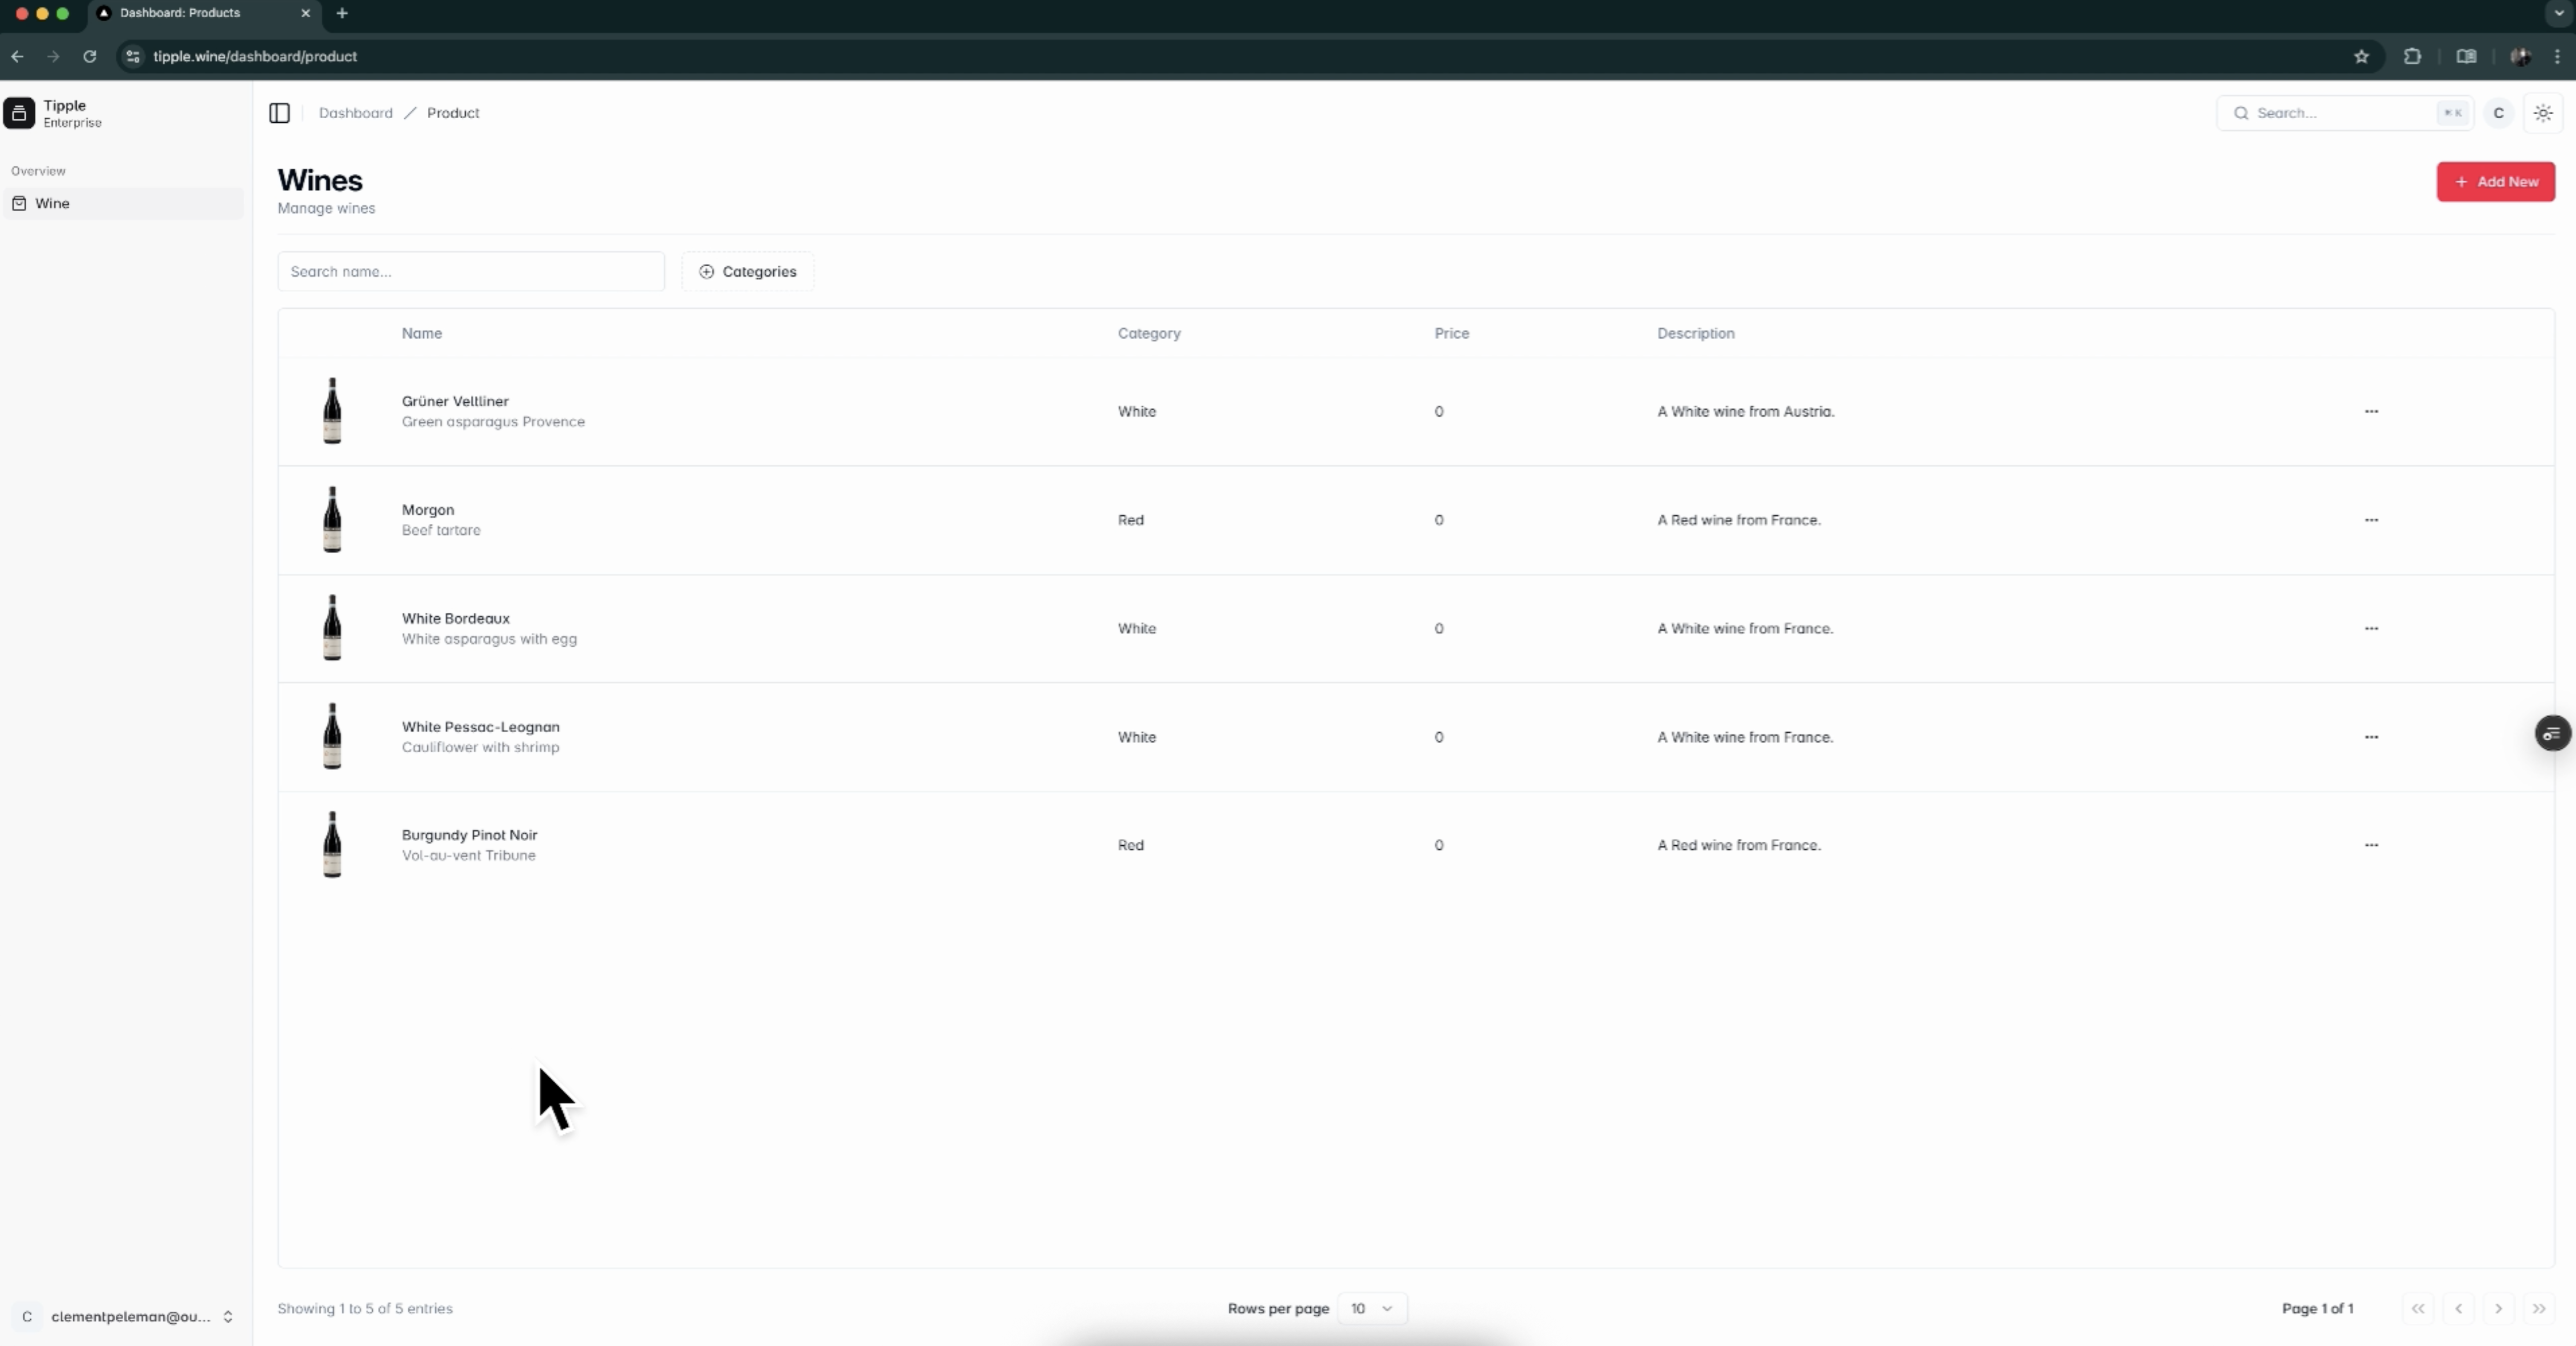 Dashboard: Products
tipple.wine/dashboard/product
Tipple
Enterprise
Dashboard / Product
Search...
⌘ K
C
Overview
Wine
Wines
Manage wines
+ Add New
Search name...
Categories
Name Category Price Description
Grüner Veltliner
Green asparagus Provence
White 0 A White wine from Austria.
Morgon
Beef tartare
Red 0 A Red wine from France.
White Bordeaux
White asparagus with egg
White 0 A White wine from France.
White Pessac-Leognan
Cauliflower with shrimp
White 0 A White wine from France.
Burgundy Pinot Noir
Vol-au-vent Tribune
Red 0 A Red wine from France.
C clementpeleman@ou...
Showing 1 to 5 of 5 entries
Rows per page 10
Page 1 of 1